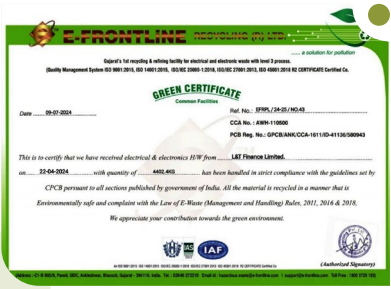 E-FRONTLINE RECYCLING (P) LTD.
... a solution for pollution
Gujarat's 1st recycling & refining facility for electrical and electronic waste with level 3 process.
(Quality Management System ISO 9001:2015, ISO 14001:2015, ISO/IEC 20000-1:2018, ISO/IEC 27001:2013, ISO 45001:2018 R2 CERTIFICATE Certified Co.
GREEN CERTIFICATE
Common Facilities
Date 09-07-2024
Ref. No.: EFRPL/24-25/NO.43
CCA No. : AWH-110500
PCB Reg. No.: GPCB/ANK/CCA-1611/ID-41136/580943
This is to certify that we have received electrical & electronics H/W from L&T Finance Limited.
on 22-04-2024 with quantity of 4402.4KG has been handled in strict compliance with the guidelines set by
CPCB pursuant to all sections published by government of India. All the material is recycled in a manner that is
Environmentally safe and complaint with the Law of E-Waste (Management and Handling) Rules, 2011, 2016 & 2018.
We appreciate your contribution towards the green environment.
IAS
IAF
(Authorized Signatory)